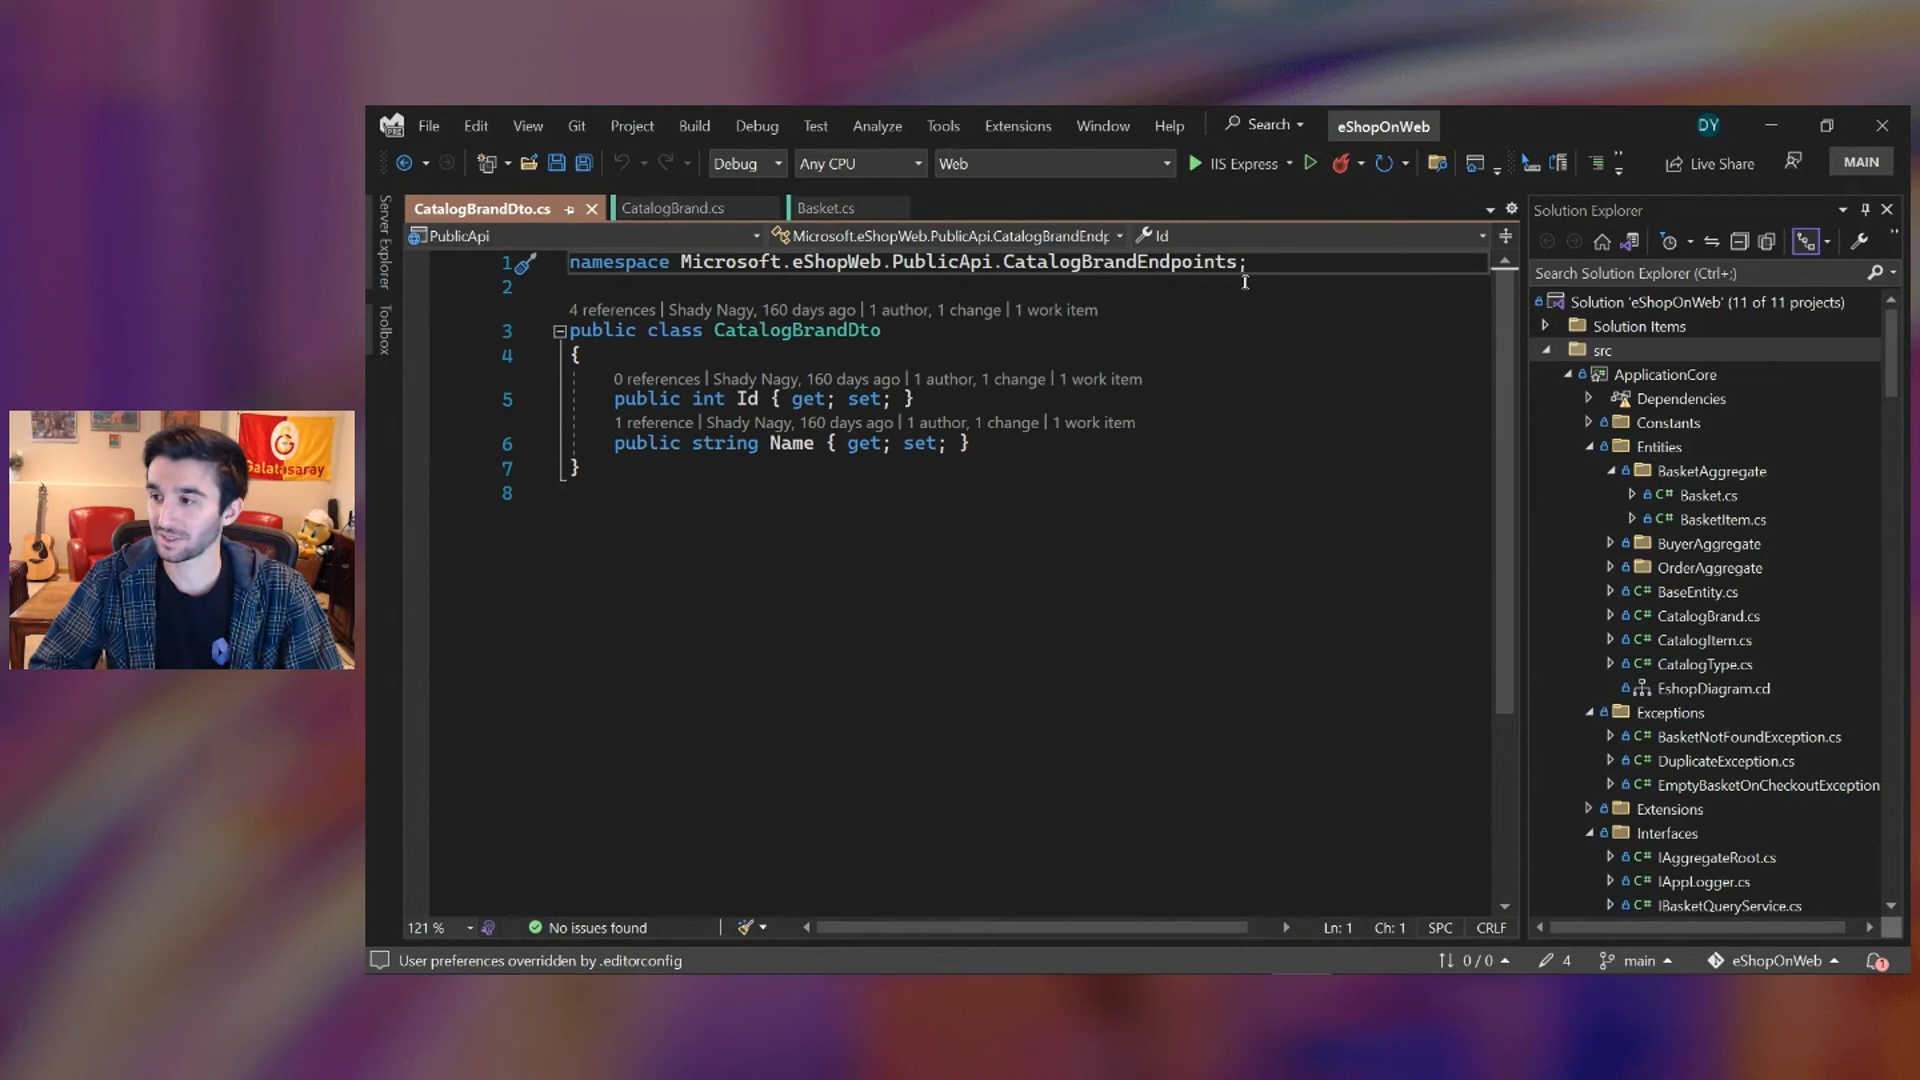 File Edit View Git Project Build Debug Test Analyze Tools Extensions Window Help Search eShopOnWeb DY
Debug Any CPU Web IIS Express Live Share MAIN
PRE
Server Explorer
Toolbox
CatalogBrandDto.cs CatalogBrand.cs Basket.cs
PublicApi Microsoft.eShopWeb.PublicApi.CatalogBrandEndp Id
1 namespace Microsoft.eShopWeb.PublicApi.CatalogBrandEndpoints;
2
4 references | Shady Nagy, 160 days ago | 1 author, 1 change | 1 work item
3 public class CatalogBrandDto
4 {
0 references | Shady Nagy, 160 days ago | 1 author, 1 change | 1 work item
5 public int Id { get; set; }
1 reference | Shady Nagy, 160 days ago | 1 author, 1 change | 1 work item
6 public string Name { get; set; }
7 }
8
121 % No issues found Ln: 1 Ch: 1 SPC CRLF
User preferences overridden by .editorconfig 0 / 0 4 main eShopOnWeb 1
Solution Explorer
Search Solution Explorer (Ctrl+;)
Solution 'eShopOnWeb' (11 of 11 projects)
Solution Items
src
ApplicationCore
Dependencies
Constants
Entities
BasketAggregate
C# Basket.cs
C# BasketItem.cs
BuyerAggregate
OrderAggregate
C# BaseEntity.cs
C# CatalogBrand.cs
C# CatalogItem.cs
C# CatalogType.cs
EshopDiagram.cd
Exceptions
C# BasketNotFoundException.cs
C# DuplicateException.cs
C# EmptyBasketOnCheckoutException
Extensions
Interfaces
C# IAggregateRoot.cs
C# IAppLogger.cs
C# IBasketQueryService.cs
Galatasaray